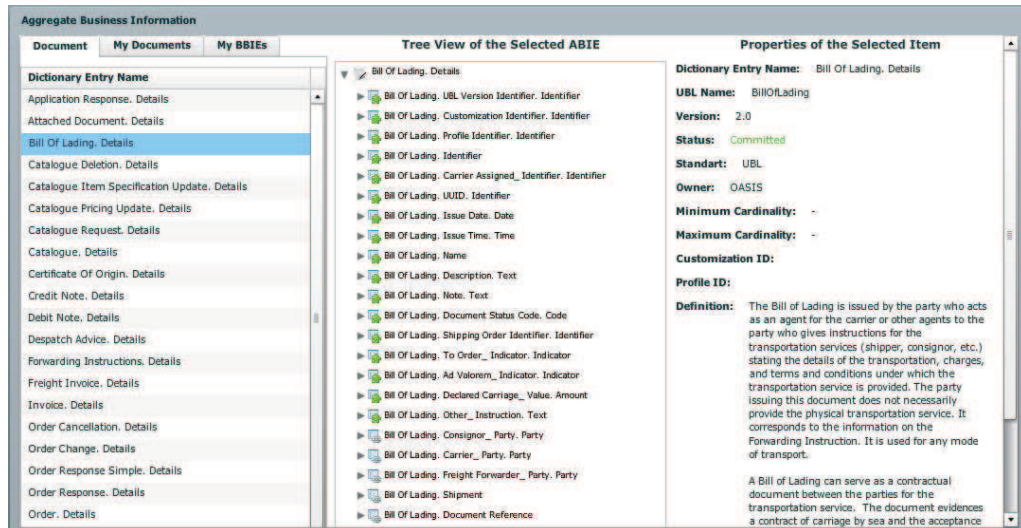 Aggregate Business Information
Document
My Documents
My BBIEs
Dictionary Entry Name
Application Response. Details
Attached Document. Details
Bill Of Lading. Details
Catalogue Deletion. Details
Catalogue Item Specification Update. Details
Catalogue Pricing Update. Details
Catalogue Request. Details
Catalogue. Details
Certificate Of Origin. Details
Credit Note. Details
Debit Note. Details
Despatch Advice. Details
Forwarding Instructions. Details
Freight Invoice. Details
Invoice. Details
Order Cancellation. Details
Order Change. Details
Order Response Simple. Details
Order Response. Details
Order. Details
Tree View of the Selected ABIE
Bill Of Lading. Details
Bill Of Lading. UBL Version Identifier. Identifier
Bill Of Lading. Customization Identifier. Identifier
Bill Of Lading. Profile Identifier. Identifier
Bill Of Lading. Identifier
Bill Of Lading. Carrier Assigned_ Identifier. Identifier
Bill Of Lading. UUID. Identifier
Bill Of Lading. Issue Date. Date
Bill Of Lading. Issue Time. Time
Bill Of Lading. Name
Bill Of Lading. Description. Text
Bill Of Lading. Note. Text
Bill Of Lading. Document Status Code. Code
Bill Of Lading. Shipping Order Identifier. Identifier
Bill Of Lading. To Order_ Indicator. Indicator
Bill Of Lading. Ad Valorem_ Indicator. Indicator
Bill Of Lading. Declared Carriage_ Value. Amount
Bill Of Lading. Other_ Instruction. Text
Bill Of Lading. Consignor_ Party. Party
Bill Of Lading. Carrier_ Party. Party
Bill Of Lading. Freight Forwarder_ Party. Party
Bill Of Lading. Shipment
Bill Of Lading. Document Reference
Properties of the Selected Item
Dictionary Entry Name: Bill Of Lading. Details
UBL Name: BillOfLading
Version: 2.0
Status: Committed
Standart: UBL
Owner: OASIS
Minimum Cardinality: -
Maximum Cardinality: -
Customization ID:
Profile ID:
Definition: The Bill of Lading is issued by the party who acts
as an agent for the carrier or other agents to the
party who gives instructions for the
transportation services (shipper, consignor, etc.)
stating the details of the transportation, charges,
and terms and conditions under which the
transportation service is provided. The party
issuing this document does not necessarily
provide the physical transportation service. It
corresponds to the information on the
Forwarding Instruction. It is used for any mode
of transport.
A Bill of Lading can serve as a contractual
document between the parties for the
transportation service. The document evidences
a contract of carriage by sea and the acceptance